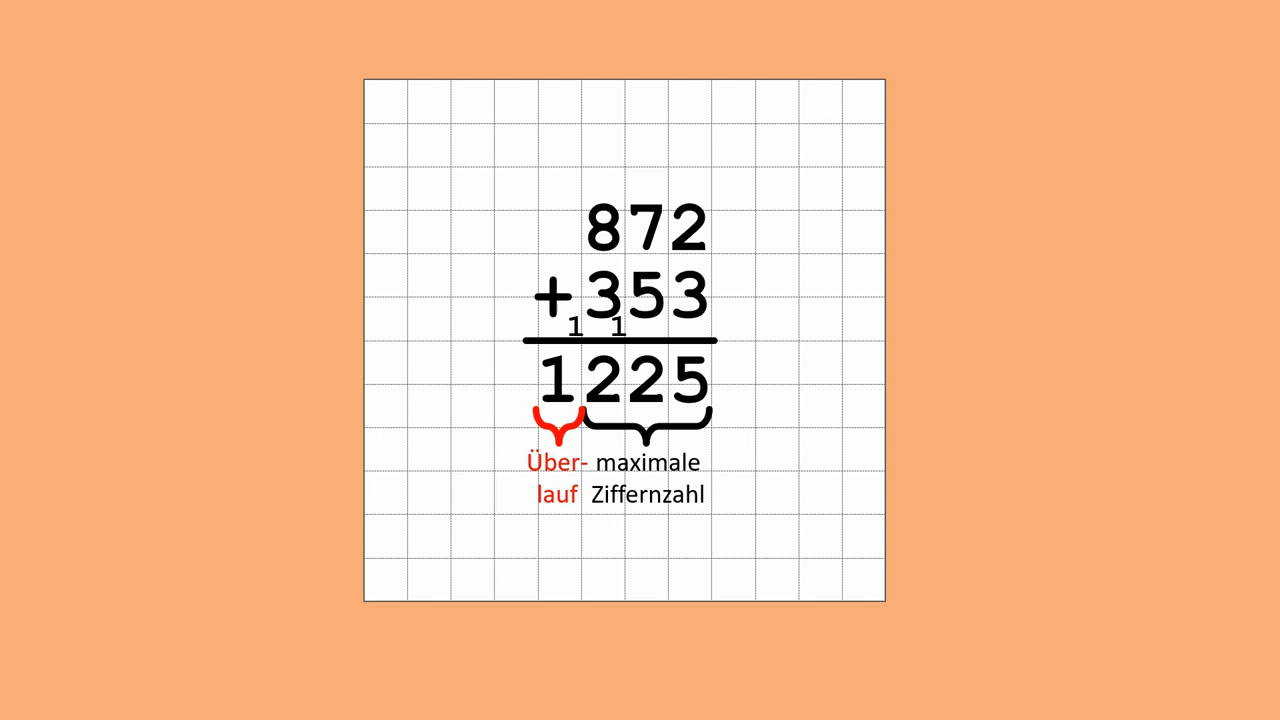 872
+353
1 1
1225
Über- maximale
lauf Ziffernzahl